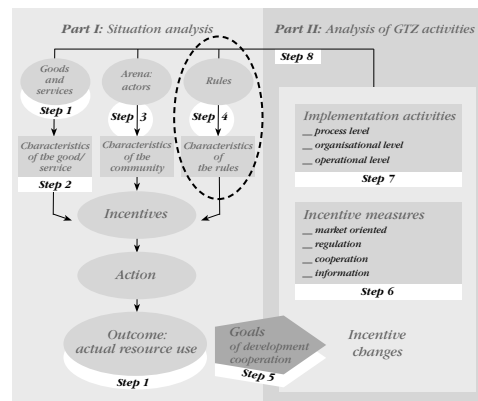 Part I: Situation analysis
Part II: Analysis of GTZ activities
Step 8
Goods
and
services
Step 1
Arena:
actors
Step 3
Rules
Step 4
Characteristics
of the good/
service
Step 2
Characteristics
of the
community
Characteristics
of
the rules
Incentives
Action
Outcome:
actual resource use
Step 1
Goals
of development
cooperation
Step 5
Implementation activities
__ process level
__ organisational level
__ operational level
Step 7
Incentive measures
__ market oriented
__ regulation
__ cooperation
__ information
Step 6
Incentive
changes